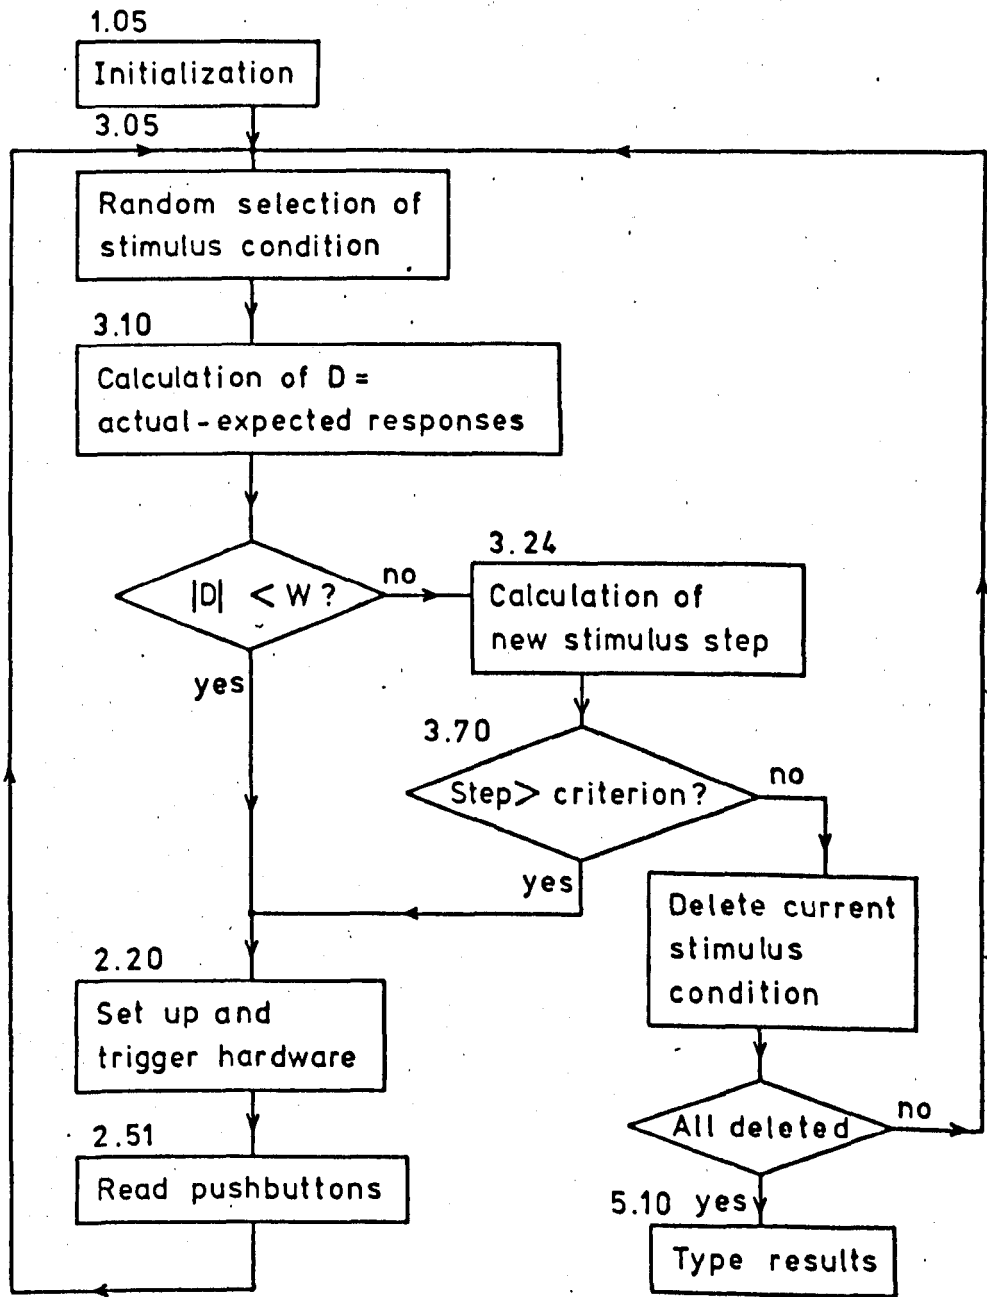 1.05
Initialization
3.05
Random selection of
stimulus condition
3.10
Calculation of D =
actual-expected responses
|D| < W ?
no
3.24
Calculation of
new stimulus step
yes
3.70
Step > criterion?
no
yes
Delete current
stimulus
condition
2.20
Set up and
trigger hardware
2.51
Read pushbuttons
All deleted
no
5.10 yes
Type results